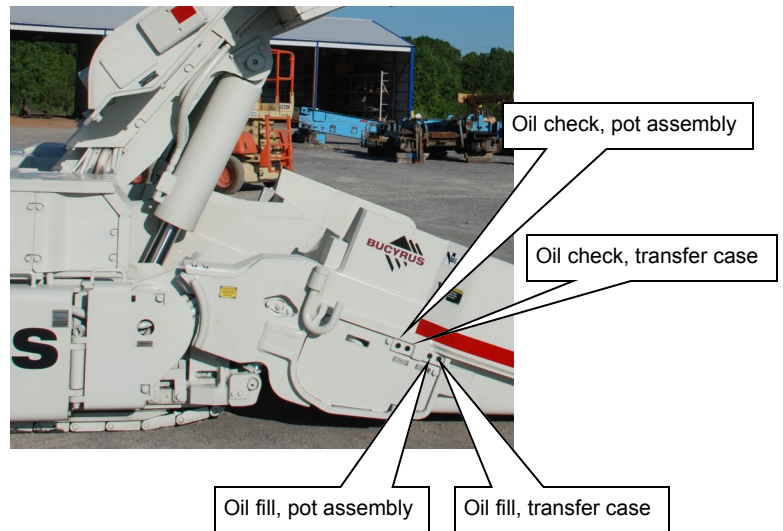 Oil check, pot assembly
Oil check, transfer case
BUCYRUS
S
Oil fill, pot assembly
Oil fill, transfer case